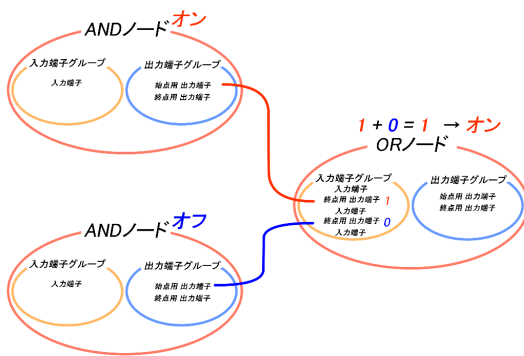 ANDノード オン
入力端子グループ
入力端子
出力端子グループ
始点用 出力端子
終点用 出力端子
1 + 0 = 1 → オン
ORノード
入力端子グループ
入力端子
終点用 出力端子 1
入力端子
終点用 出力端子 0
入力端子
出力端子グループ
始点用 出力端子
終点用 出力端子
ANDノード オフ
入力端子グループ
入力端子
出力端子グループ
始点用 出力端子
終点用 出力端子